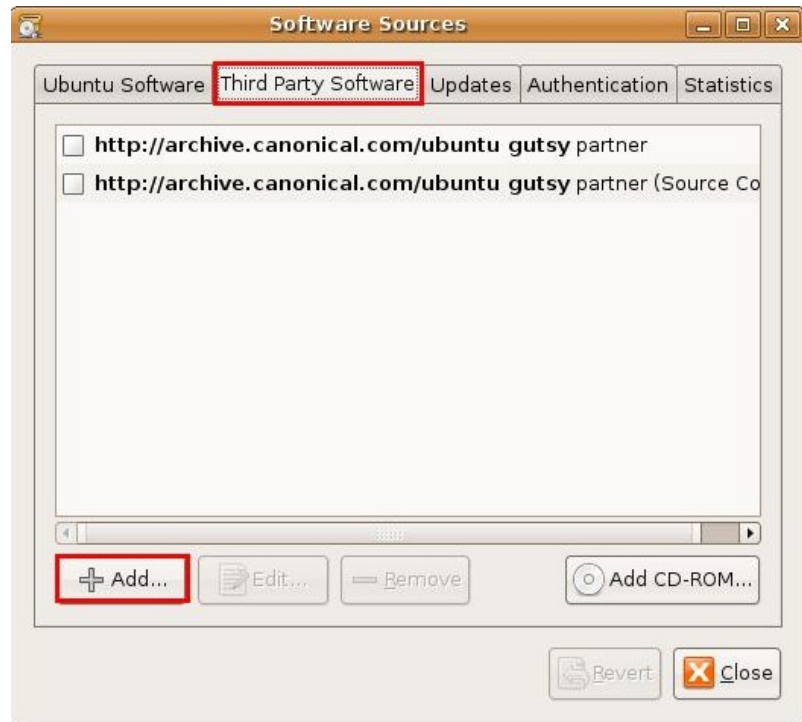 Software Sources
Ubuntu Software Third Party Software Updates Authentication Statistics
http://archive.canonical.com/ubuntu gutsy partner
http://archive.canonical.com/ubuntu gutsy partner (Source Co
Add... Edit... Remove Add CD-ROM...
Revert Close